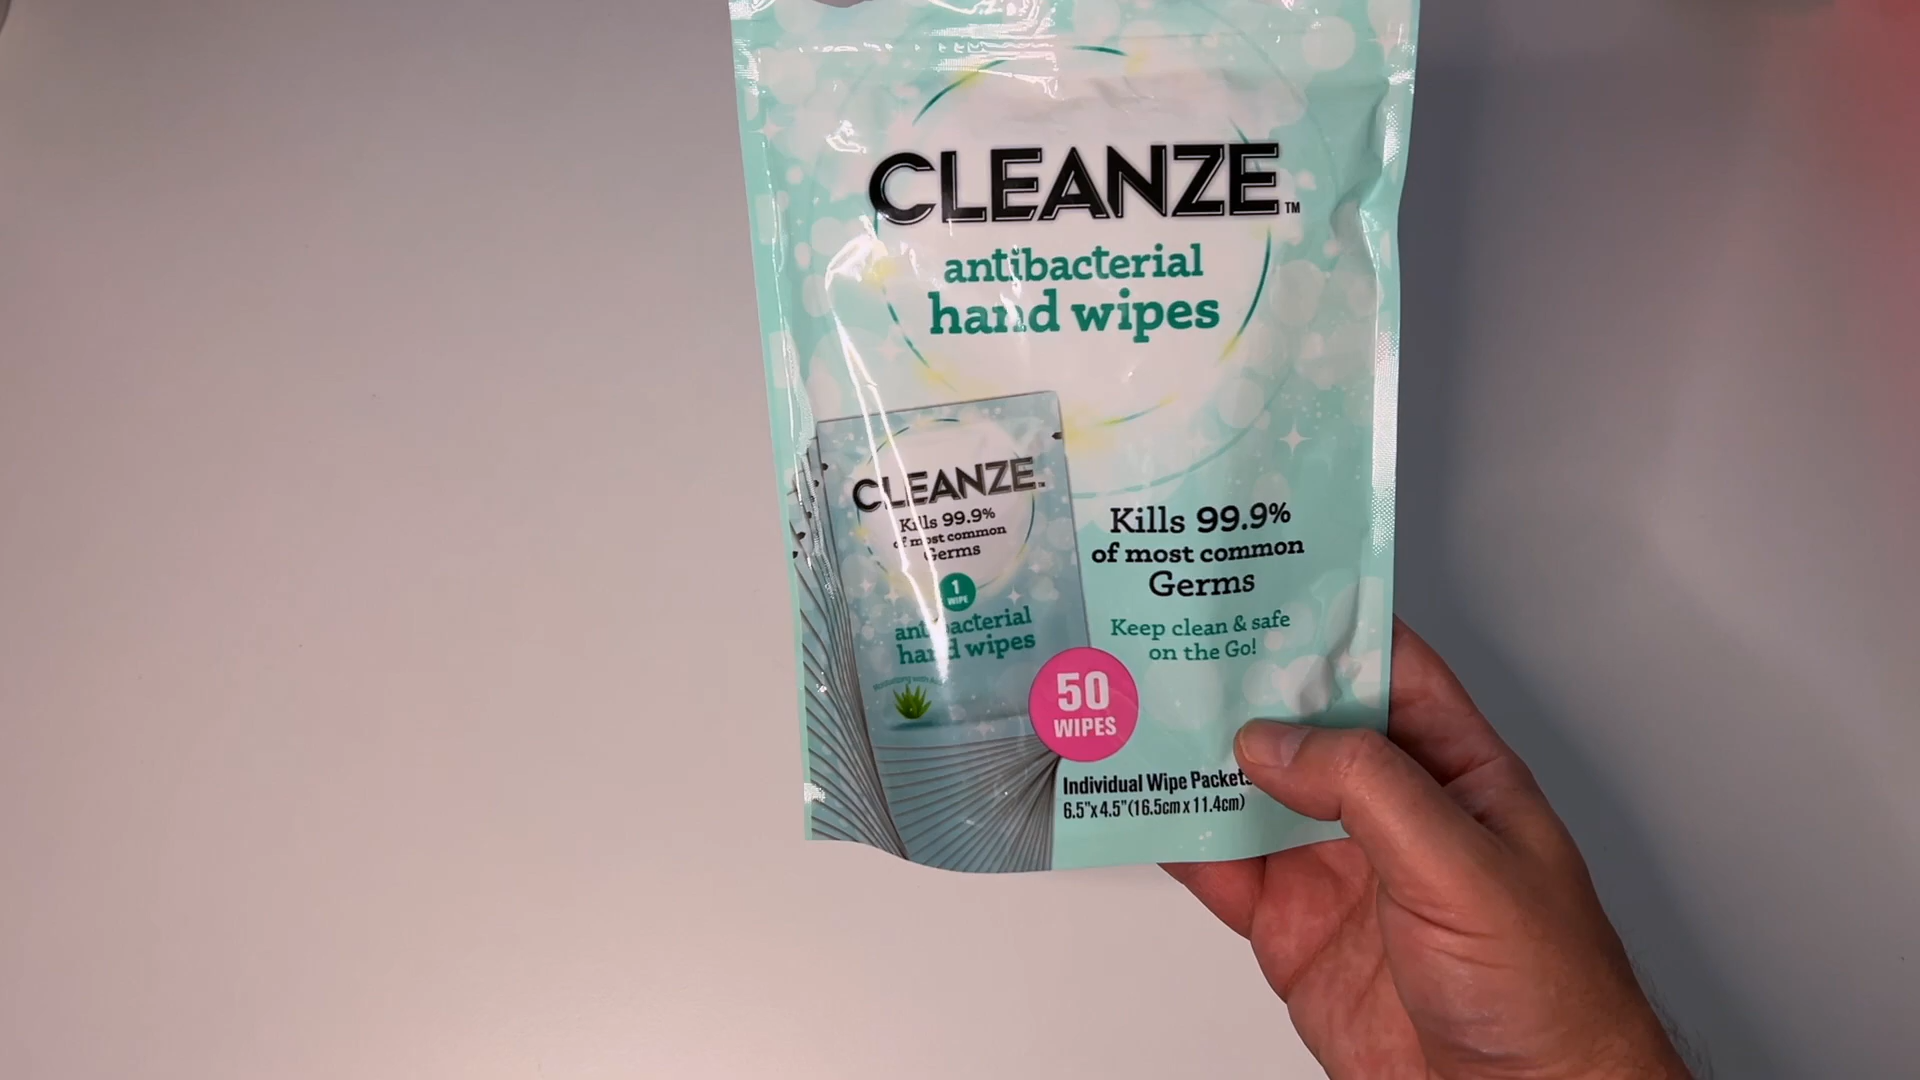 CLEANZE™
antibacterial
hand wipes
CLEANZE™
Kills 99.9%
of most common
Germs
1
WIPE
antibacterial
hand wipes
Kills 99.9%
of most common
Germs
Keep clean & safe
on the Go!
50
WIPES
Individual Wipe Packets
6.5"x4.5"(16.5cm x 11.4cm)